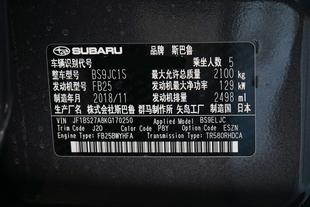 SUBARU 品牌 斯巴鲁
车辆识别代号 乘坐人数 5
整车型号 BS9JC1S 最大允许总质量 2100 kg
发动机型号 FB25 发动机最大净功率 129 kW
制造年月 2018/11 发动机排量 2498 ml
生产 株式会社斯巴鲁 群马制作所 矢岛工厂 日本制造
VIN JF1BS27A8KG170250 Applied Model BS9ELJC
Trim Code J20 Color Code P8Y Option Code ESZN
Engine Type FB25BWYHFA Transmission Type TR580RHDCA